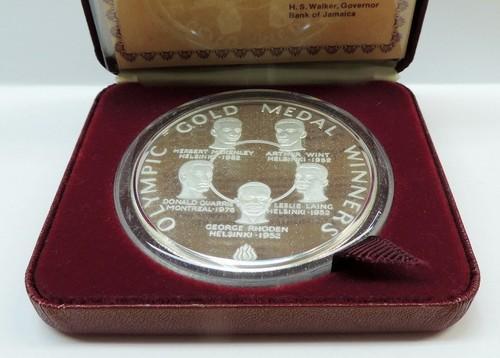 H. S. Walker, Governor
Bank of Jamaica
OLYMPIC - GOLD MEDAL WINNERS
HERBERT McKENLEY
HELSINKI · 1952
ARTHUR WINT
HELSINKI · 1952
DONALD QUARRIE
MONTREAL · 1976
LESLIE LAING
HELSINKI · 1952
GEORGE RHODEN
HELSINKI · 1952